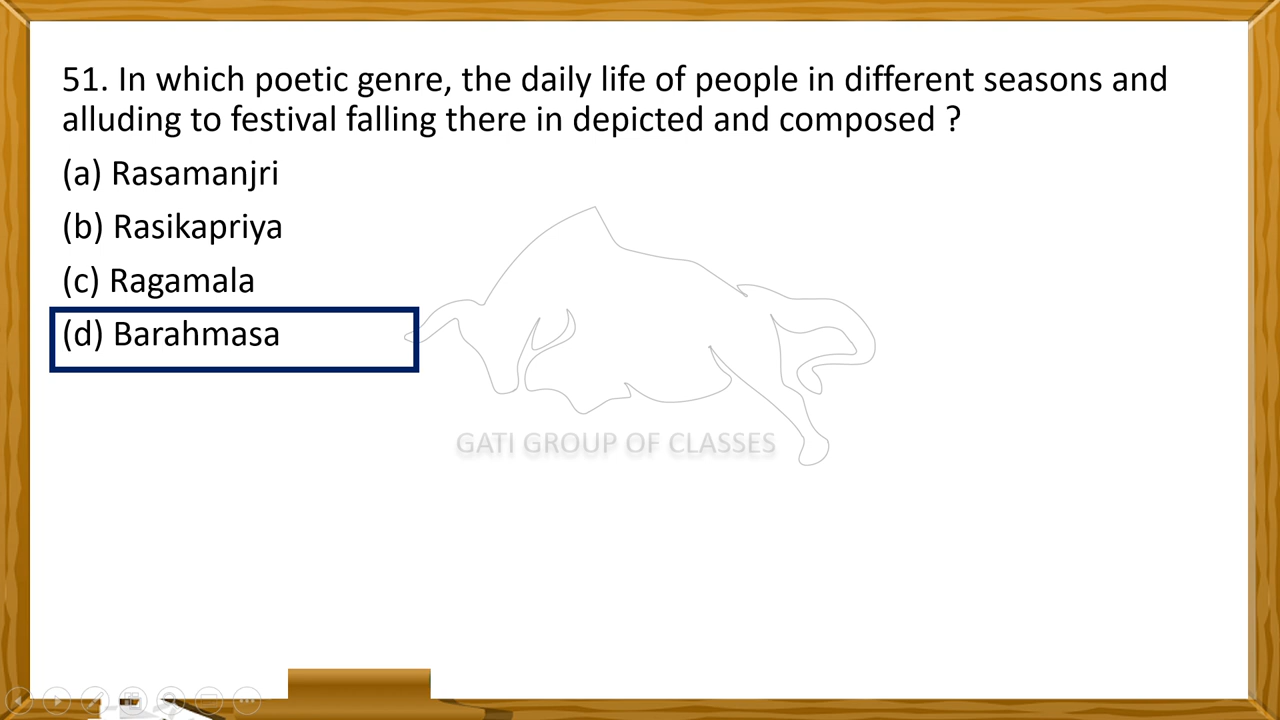 51. In which poetic genre, the daily life of people in different seasons and
alluding to festival falling there in depicted and composed ?
(a) Rasamanjri
(b) Rasikapriya
(c) Ragamala
(d) Barahmasa
GATI GROUP OF CLASSES